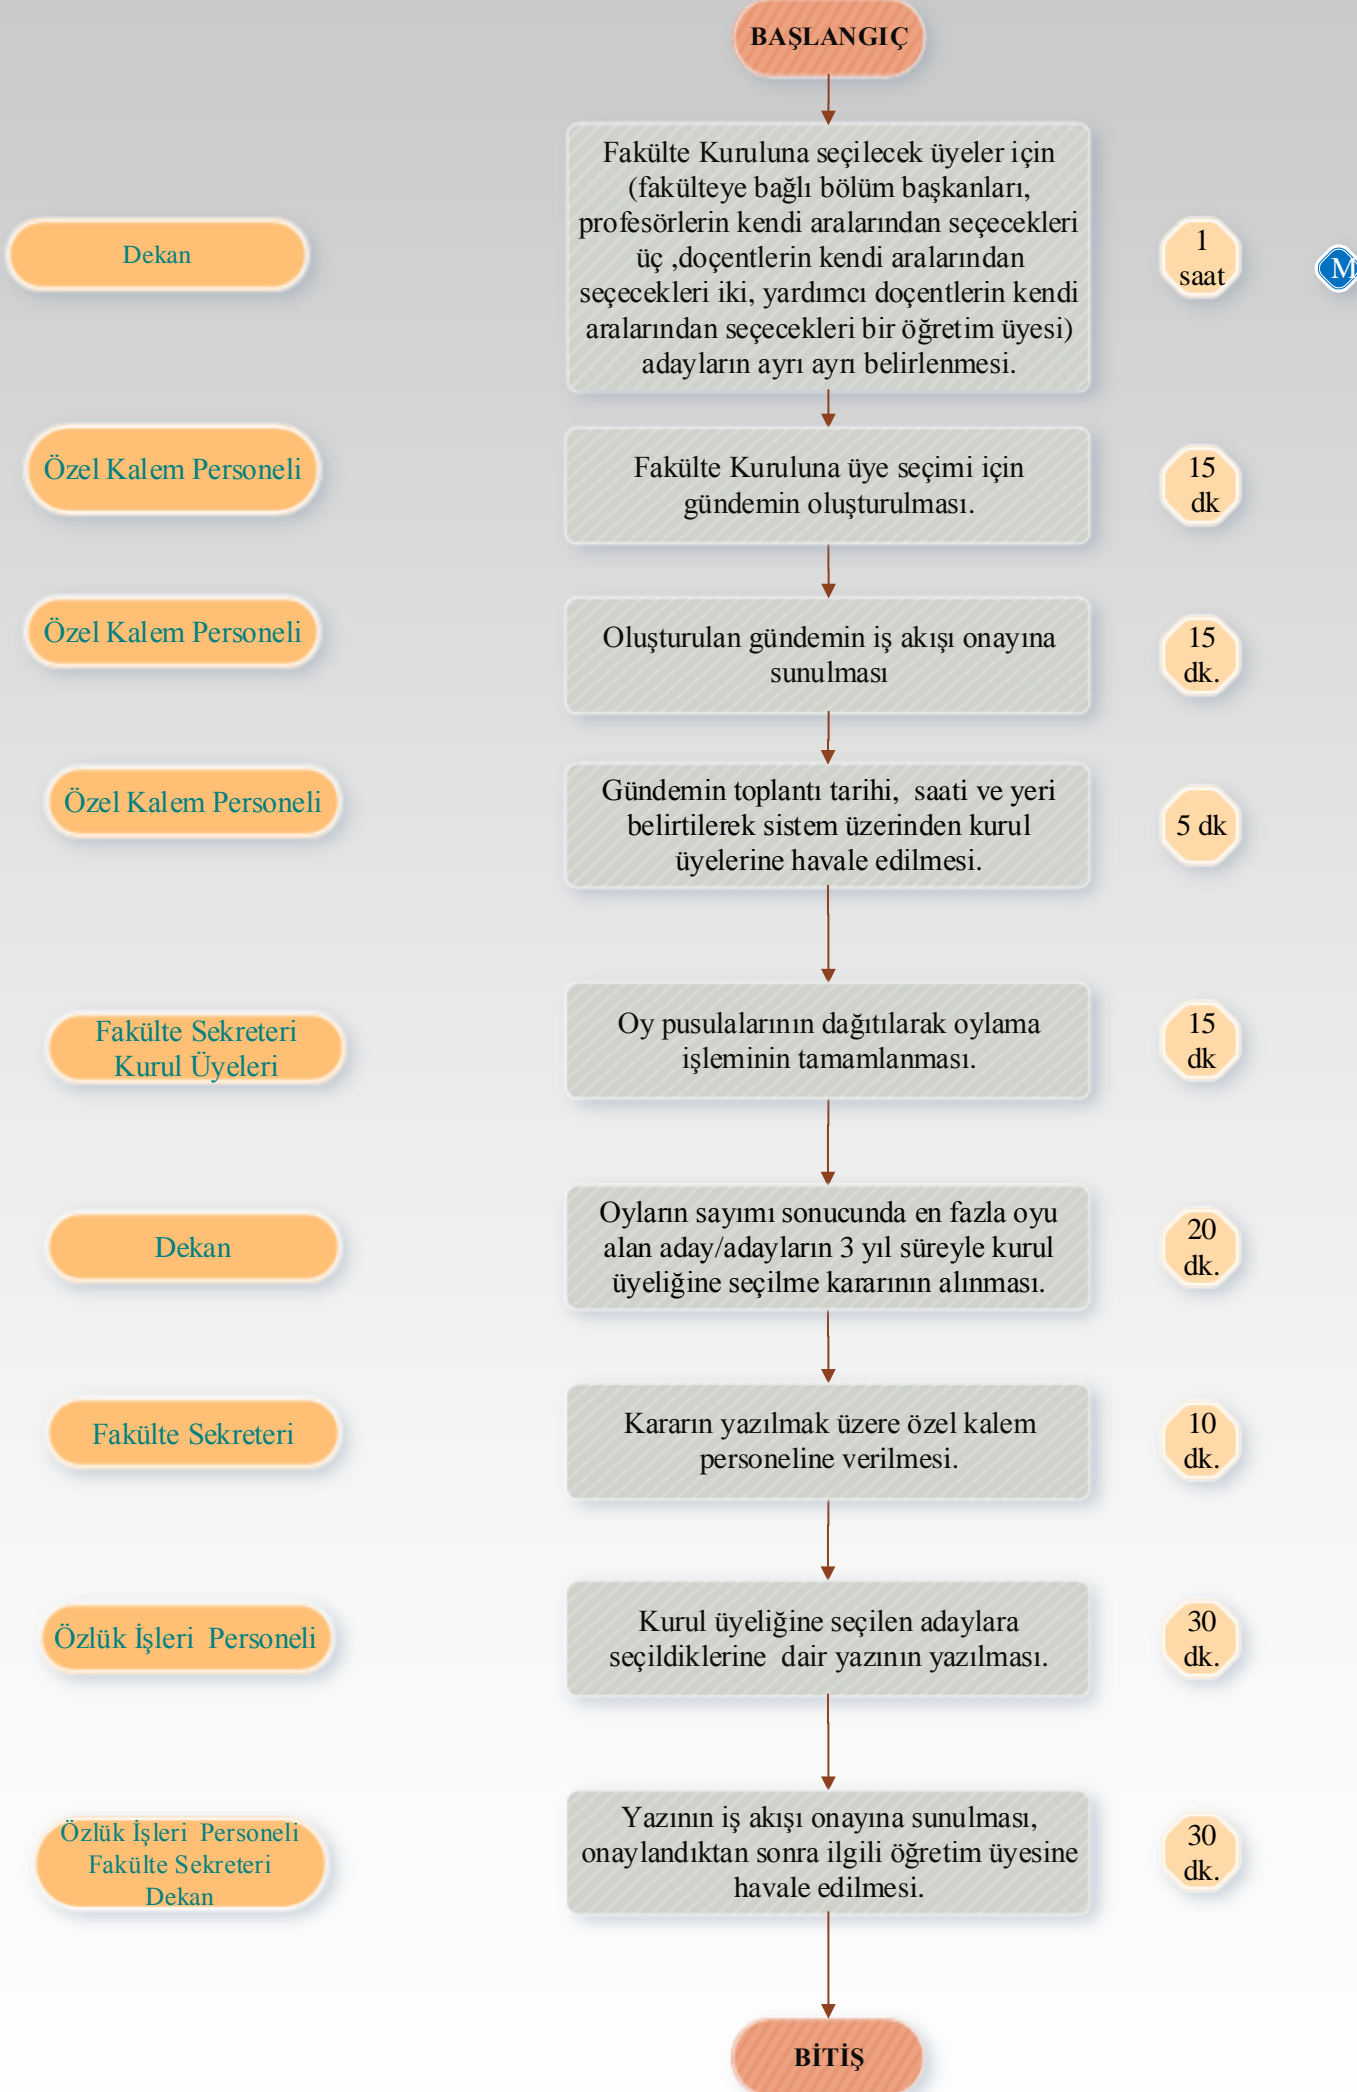 BAŞLANGIÇ
Dekan
Fakülte Kuruluna seçilecek üyeler için
(fakülteye bağlı bölüm başkanları,
profesörlerin kendi aralarından seçecekleri
üç ,doçentlerin kendi aralarından
seçecekleri iki, yardımcı doçentlerin kendi
aralarından seçecekleri bir öğretim üyesi)
adayların ayrı ayrı belirlenmesi.
1
saat
M
Özel Kalem Personeli
Fakülte Kuruluna üye seçimi için
gündemin oluşturulması.
15
dk
Özel Kalem Personeli
Oluşturulan gündemin iş akışı onayına
sunulması
15
dk.
Özel Kalem Personeli
Gündemin toplantı tarihi,  saati ve yeri
belirtilerek sistem üzerinden kurul
üyelerine havale edilmesi.
5 dk
Fakülte Sekreteri
Kurul Üyeleri
Oy pusulalarının dağıtılarak oylama
işleminin tamamlanması.
15
dk
Dekan
Oyların sayımı sonucunda en fazla oyu
alan aday/adayların 3 yıl süreyle kurul
üyeliğine seçilme kararının alınması.
20
dk.
Fakülte Sekreteri
Kararın yazılmak üzere özel kalem
personeline verilmesi.
10
dk.
Özlük İşleri  Personeli
Kurul üyeliğine seçilen adaylara
seçildiklerine  dair yazının yazılması.
30
dk.
Özlük İşleri  Personeli
Fakülte Sekreteri
Dekan
Yazının iş akışı onayına sunulması,
onaylandıktan sonra ilgili öğretim üyesine
havale edilmesi.
30
dk.
BİTİŞ